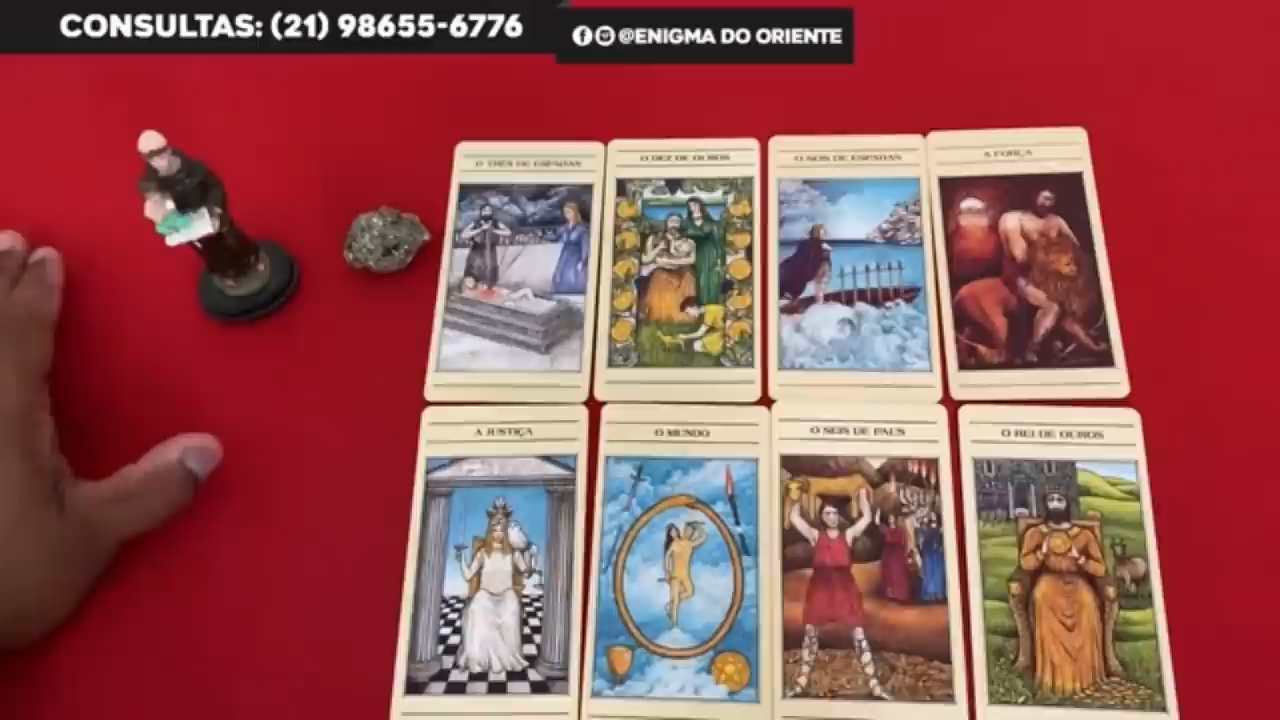 CONSULTAS: (21) 98655-6776
@ENIGMA DO ORIENTE
O TRÊS DE ESPADAS
O DEZ DE OUROS
O SEIS DE ESPADAS
A FORÇA
A JUSTIÇA
O MUNDO
O SEIS DE PAUS
O REI DE OUROS